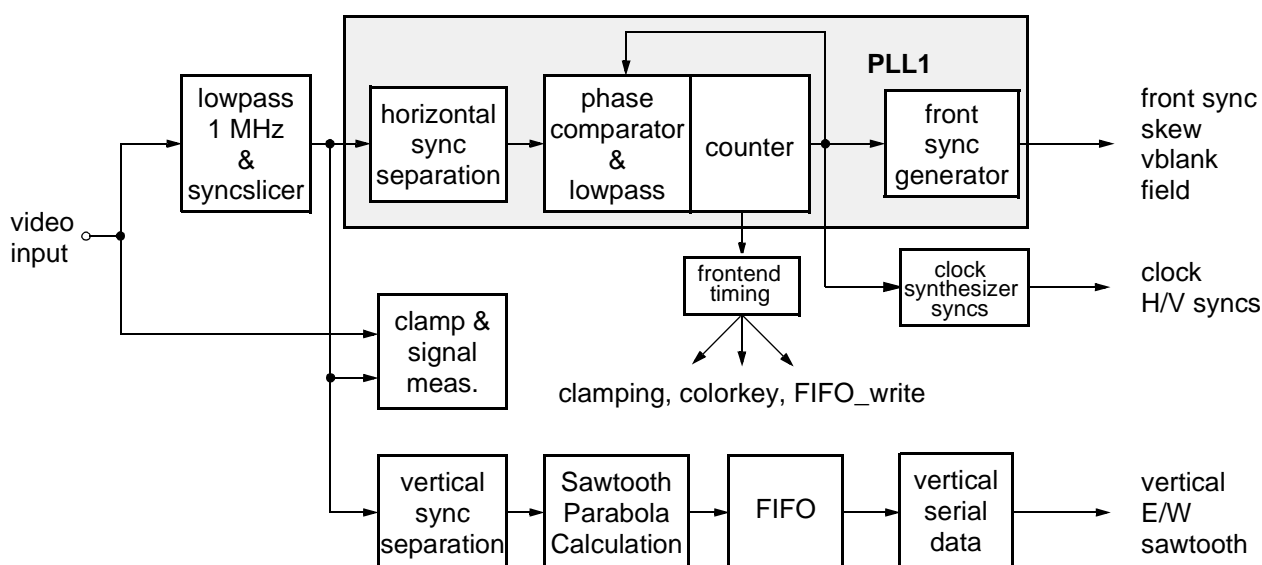 PLL1
lowpass
1 MHz
&
syncslicer
horizontal
sync
separation
phase
comparator
&
lowpass
counter
front
sync
generator
front sync
skew
vblank
field
video
input
frontend
timing
clock
synthesizer
syncs
clock
H/V syncs
clamp &
signal
meas.
clamping, colorkey, FIFO_write
vertical
sync
separation
Sawtooth
Parabola
Calculation
FIFO
vertical
serial
data
vertical
E/W
sawtooth